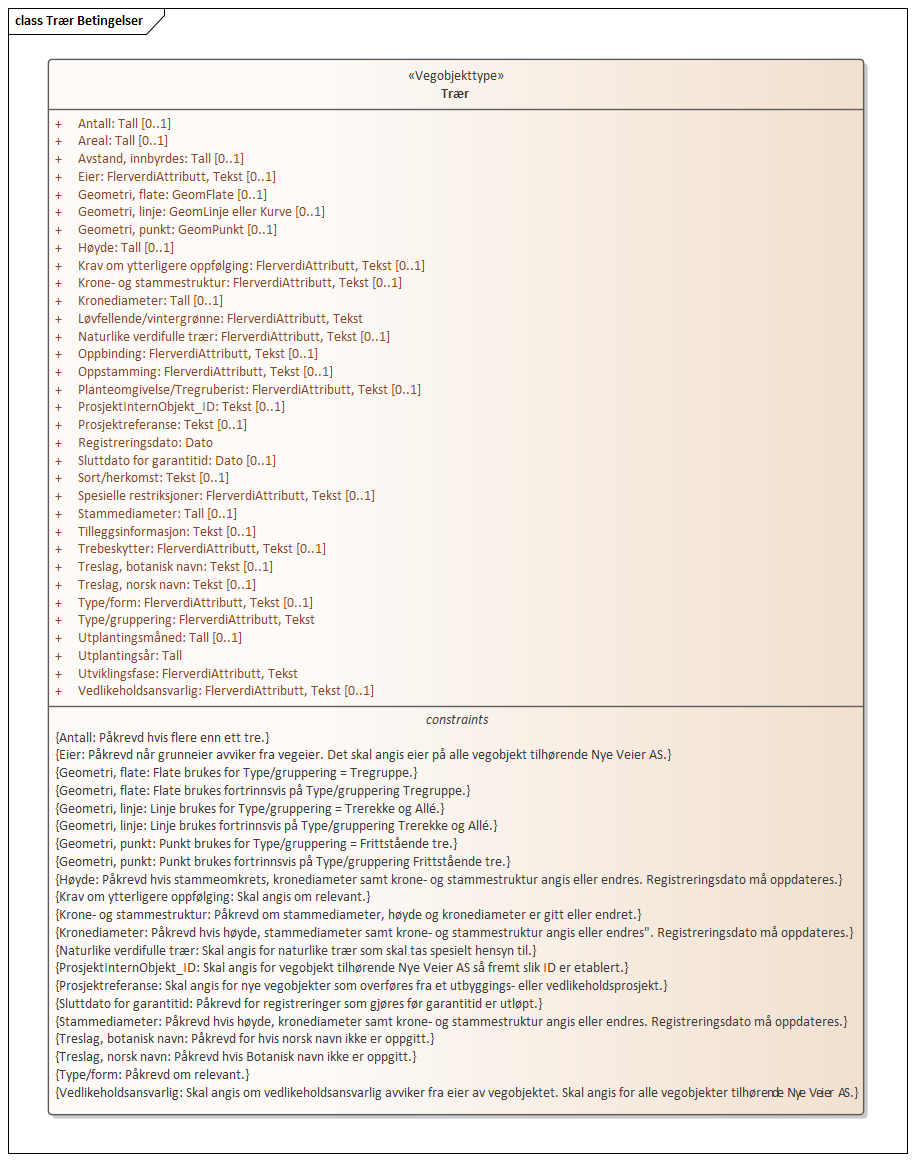 class Trær Betingelser
«Vegobjekttype»
Trær
+ Antall: Tall [0..1]
+ Areal: Tall [0..1]
+ Avstand, innbyrdes: Tall [0..1]
+ Eier: FlerverdiAttributt, Tekst [0..1]
+ Geometri, flate: GeomFlate [0..1]
+ Geometri, linje: GeomLinje eller Kurve [0..1]
+ Geometri, punkt: GeomPunkt [0..1]
+ Høyde: Tall [0..1]
+ Krav om ytterligere oppfølging: FlerverdiAttributt, Tekst [0..1]
+ Krone- og stammestruktur: FlerverdiAttributt, Tekst [0..1]
+ Kronediameter: Tall [0..1]
+ Løvfellende/vintergrønne: FlerverdiAttributt, Tekst
+ Naturlike verdifulle trær: FlerverdiAttributt, Tekst [0..1]
+ Oppbinding: FlerverdiAttributt, Tekst [0..1]
+ Oppstamming: FlerverdiAttributt, Tekst [0..1]
+ Planteomgivelse/Tregruberist: FlerverdiAttributt, Tekst [0..1]
+ ProsjektInternObjekt_ID: Tekst [0..1]
+ Prosjektreferanse: Tekst [0..1]
+ Registreringsdato: Dato
+ Sluttdato for garantitid: Dato [0..1]
+ Sort/herkomst: Tekst [0..1]
+ Spesielle restriksjoner: FlerverdiAttributt, Tekst [0..1]
+ Stammediameter: Tall [0..1]
+ Tilleggsinformasjon: Tekst [0..1]
+ Trebeskytter: FlerverdiAttributt, Tekst [0..1]
+ Treslag, botanisk navn: Tekst [0..1]
+ Treslag, norsk navn: Tekst [0..1]
+ Type/form: FlerverdiAttributt, Tekst [0..1]
+ Type/gruppering: FlerverdiAttributt, Tekst
+ Utplantingsmåned: Tall [0..1]
+ Utplantingsår: Tall
+ Utviklingsfase: FlerverdiAttributt, Tekst
+ Vedlikeholdsansvarlig: FlerverdiAttributt, Tekst [0..1]
constraints
{Antall: Påkrevd hvis flere enn ett tre.}
{Eier: Påkrevd når grunneier avviker fra vegeier. Det skal angis eier på alle vegobjekt tilhørende Nye Veier AS.}
{Geometri, flate: Flate brukes for Type/gruppering = Tregruppe.}
{Geometri, flate: Flate brukes fortrinnsvis på Type/gruppering Tregruppe.}
{Geometri, linje: Linje brukes for Type/gruppering = Trerekke og Allé.}
{Geometri, linje: Linje brukes fortrinnsvis på Type/gruppering Trerekke og Allé.}
{Geometri, punkt: Punkt brukes for Type/gruppering = Frittstående tre.}
{Geometri, punkt: Punkt brukes fortrinnsvis på Type/gruppering Frittstående tre.}
{Høyde: Påkrevd hvis stammeomkrets, kronediameter samt krone- og stammestruktur angis eller endres. Registreringsdato må oppdateres.}
{Krav om ytterligere oppfølging: Skal angis om relevant.}
{Krone- og stammestruktur: Påkrevd om stammediameter, høyde og kronediameter er gitt eller endret.}
{Kronediameter: Påkrevd hvis høyde, stammediameter samt krone- og stammestruktur angis eller endres". Registreringsdato må oppdateres.}
{Naturlike verdifulle trær: Skal angis for naturlike trær som skal tas spesielt hensyn til.}
{ProsjektInternObjekt_ID: Skal angis for vegobjekt tilhørende Nye Veier AS så fremt slik ID er etablert.}
{Prosjektreferanse: Skal angis for nye vegobjekter som overføres fra et utbyggings- eller vedlikeholdsprosjekt.}
{Sluttdato for garantitid: Påkrevd for registreringer som gjøres før garantitid er utløpt.}
{Stammediameter: Påkrevd hvis høyde, kronediameter samt krone- og stammestruktur angis eller endres. Registreringsdato må oppdateres.}
{Treslag, botanisk navn: Påkrevd for hvis norsk navn ikke er oppgitt.}
{Treslag, norsk navn: Påkrevd hvis Botanisk navn ikke er oppgitt.}
{Type/form: Påkrevd om relevant.}
{Vedlikeholdsansvarlig: Skal angis om vedlikeholdsansvarlig avviker fra eier av vegobjektet. Skal angis for alle vegobjekter tilhørende Nye Veier AS.}